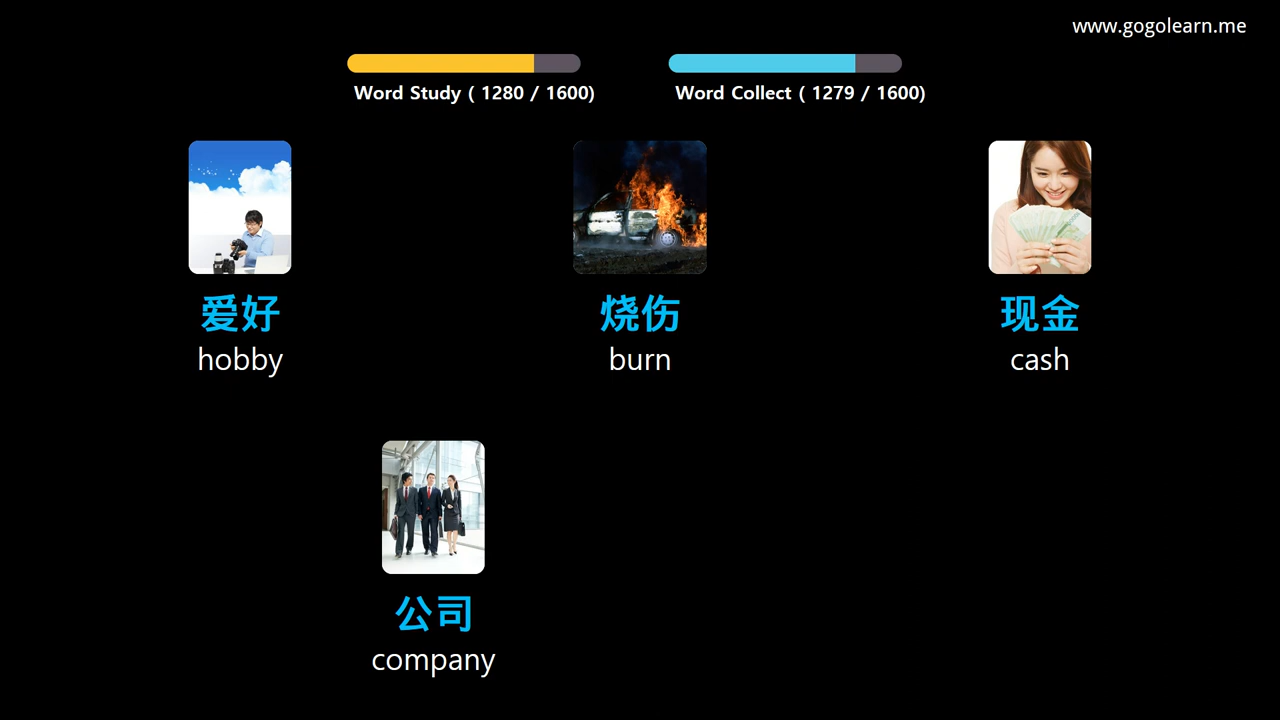 www.gogolearn.me
Word Study ( 1280 / 1600)
Word Collect ( 1279 / 1600)
爱好
hobby
烧伤
burn
现金
cash
公司
company